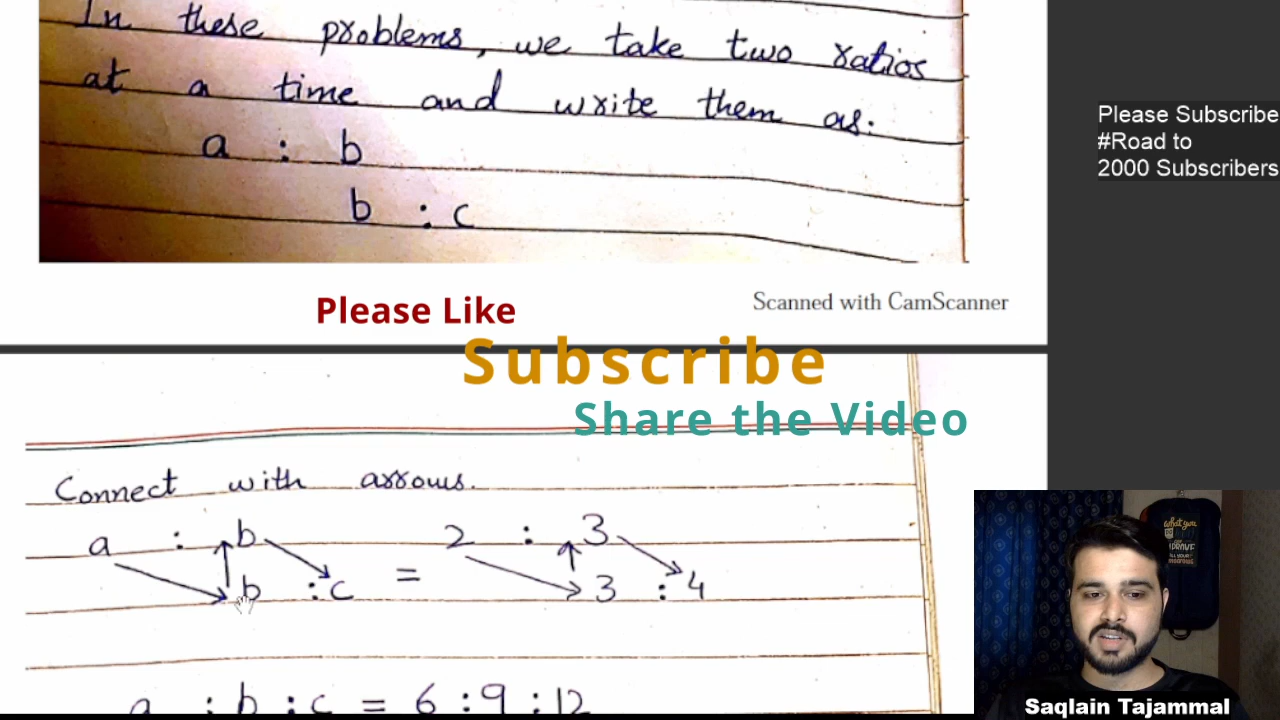 In these problems, we take two ratios
at a time and write them as:
a : b
b : c
Scanned with CamScanner
Please Like
Subscribe
Share the Video
Please Subscribe
#Road to
2000 Subscribers
Connect with arrows.
a : b = 2 : 3
b : c 3 : 4
a : b : c = 6 : 9 : 12
what you
Saqlain Tajammal